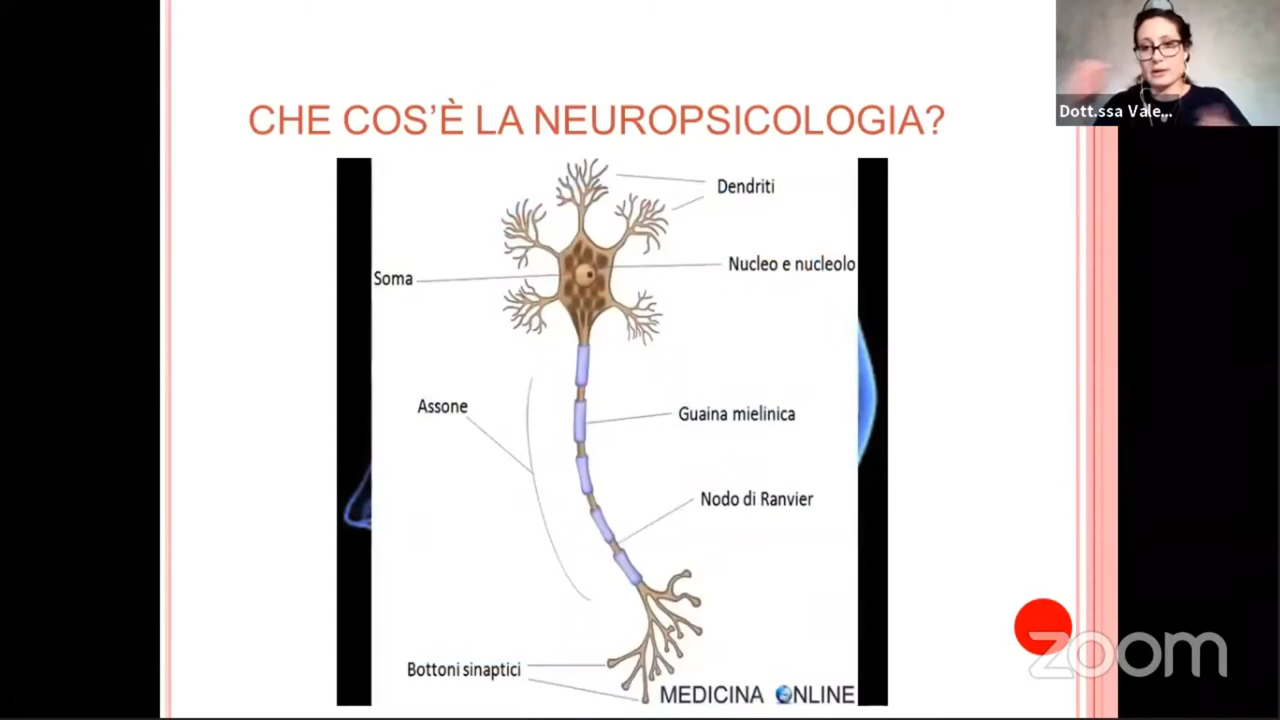 CHE COS'È LA NEUROPSICOLOGIA?
Dott.ssa Vale...
Dendriti
Nucleo e nucleolo
Soma
Assone
Guaina mielinica
Nodo di Ranvier
Bottoni sinaptici
MEDICINA ONLINE
zoom